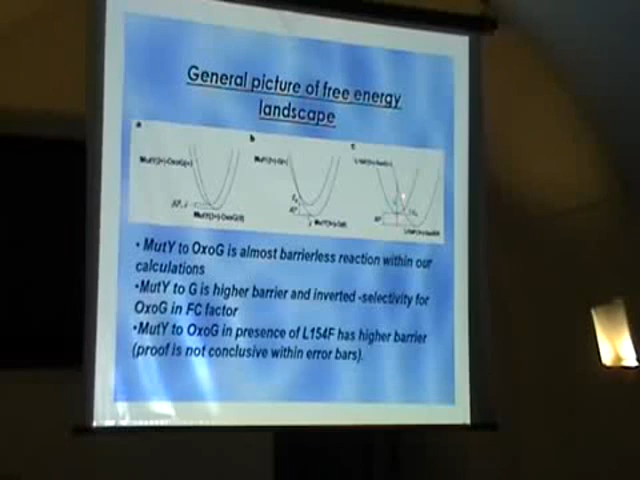 General picture of free energy
landscape
a
b
c
• MutY to OxoG is almost barrierless reaction within our
calculations
•MutY to G is higher barrier and inverted -selectivity for
OxoG in FC factor
•MutY to OxoG in presence of L154F has higher barrier
(proof is not conclusive within error bars).